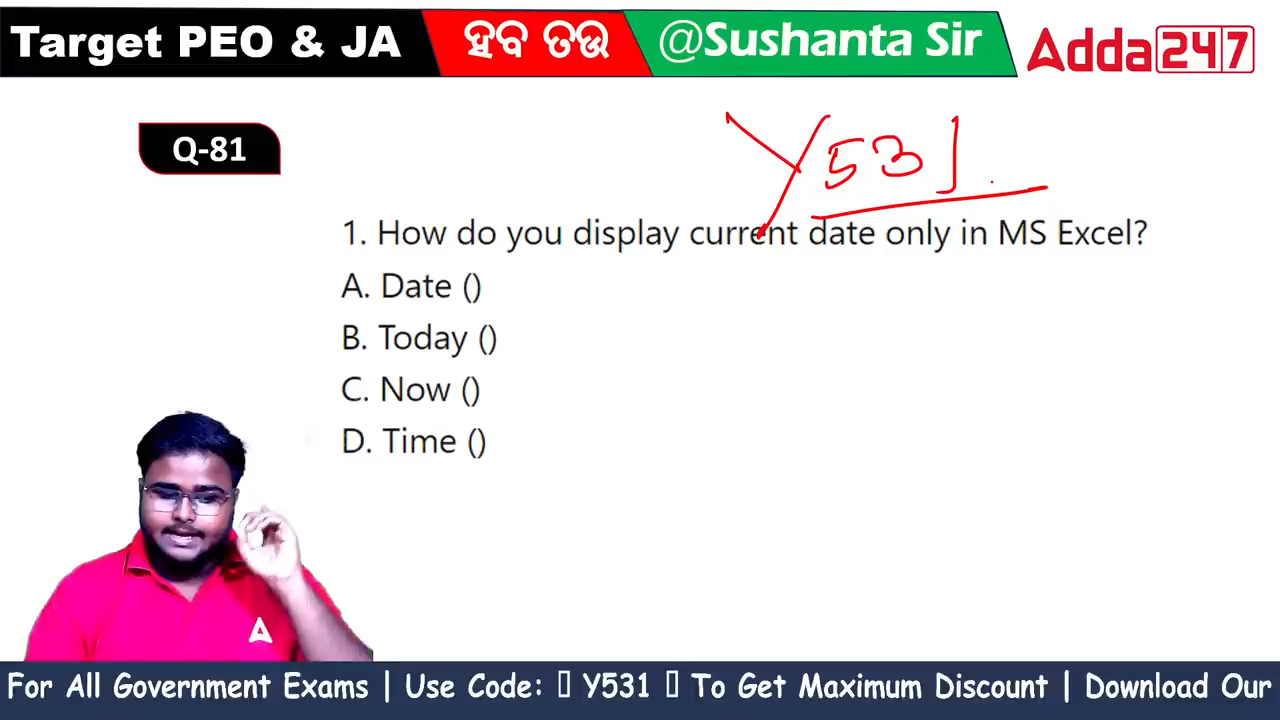 Target PEO & JA ହବ ତଉ @Sushanta Sir Adda247
Q-81
Y531
1. How do you display current date only in MS Excel?
A. Date ()
B. Today ()
C. Now ()
D. Time ()
For All Government Exams | Use Code: Y531 To Get Maximum Discount | Download Our